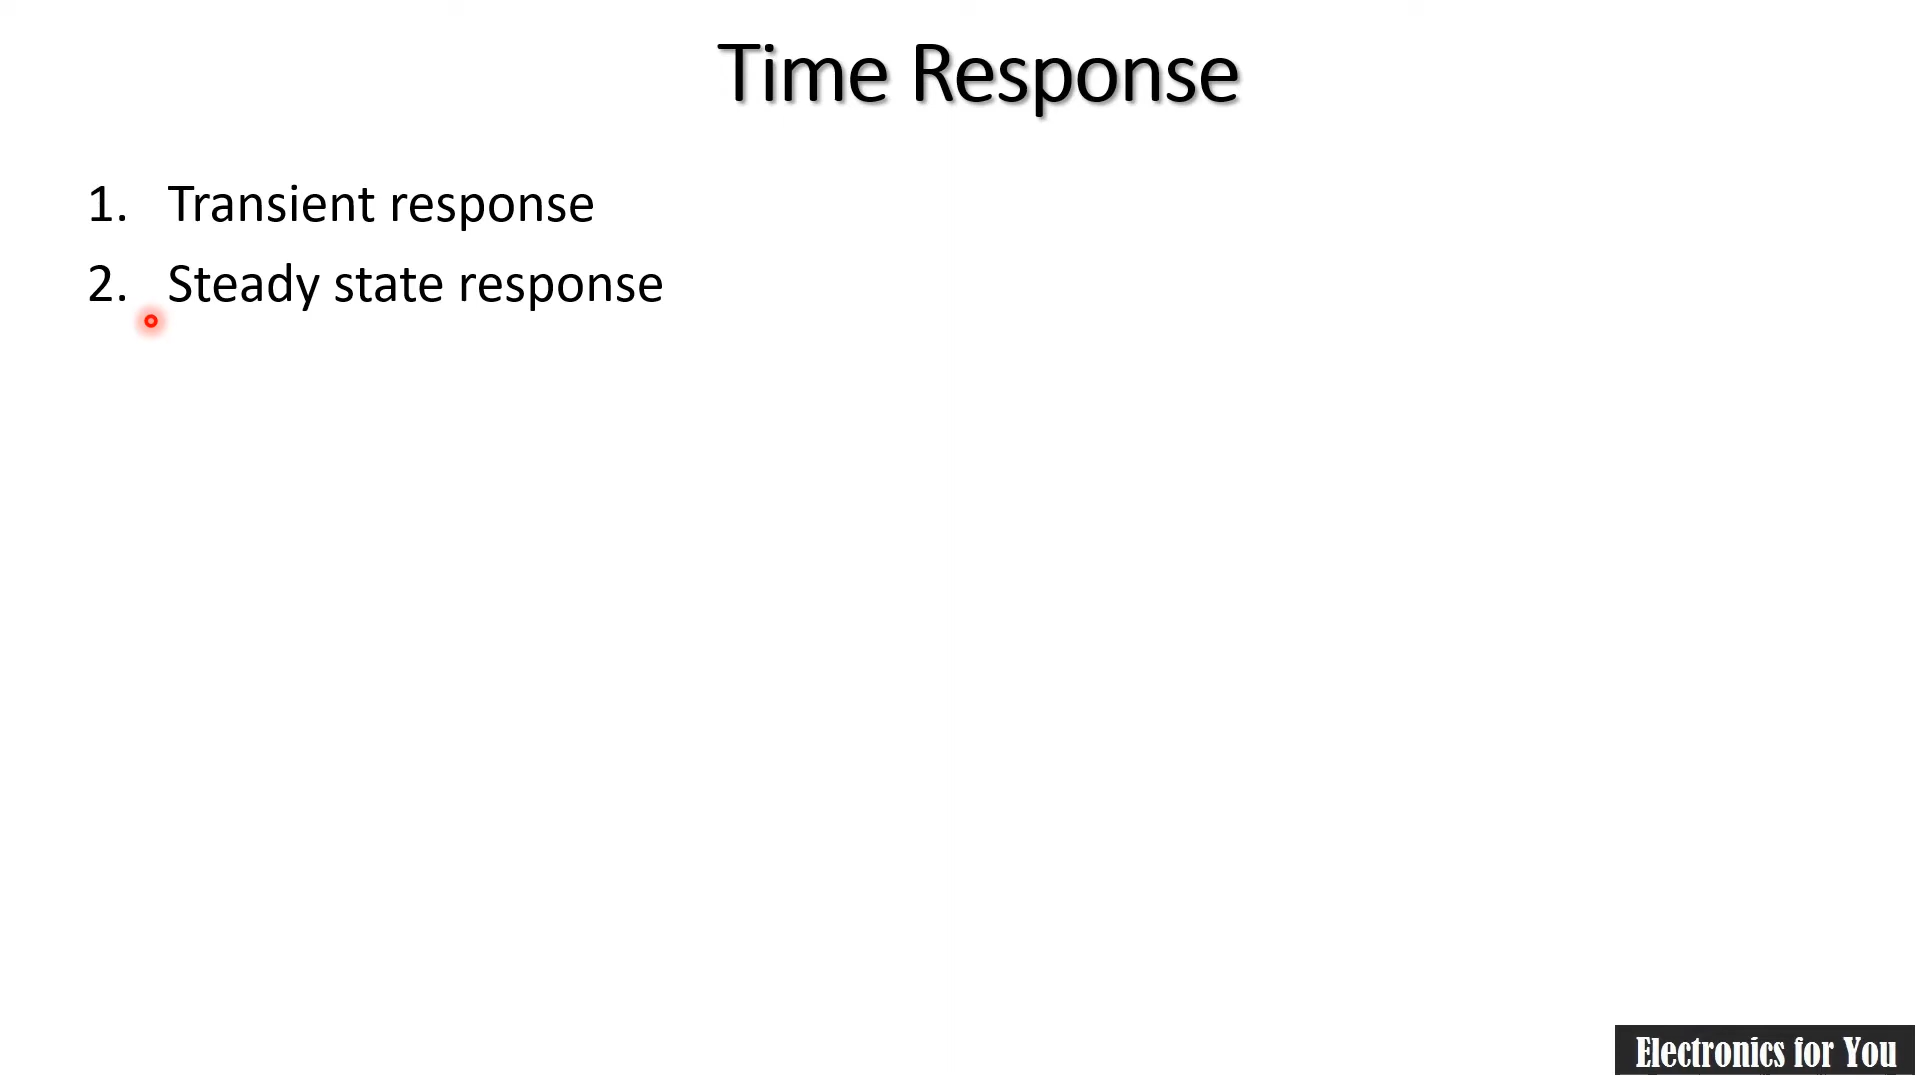 Time Response
1. Transient response
2. Steady state response
Electronics for You